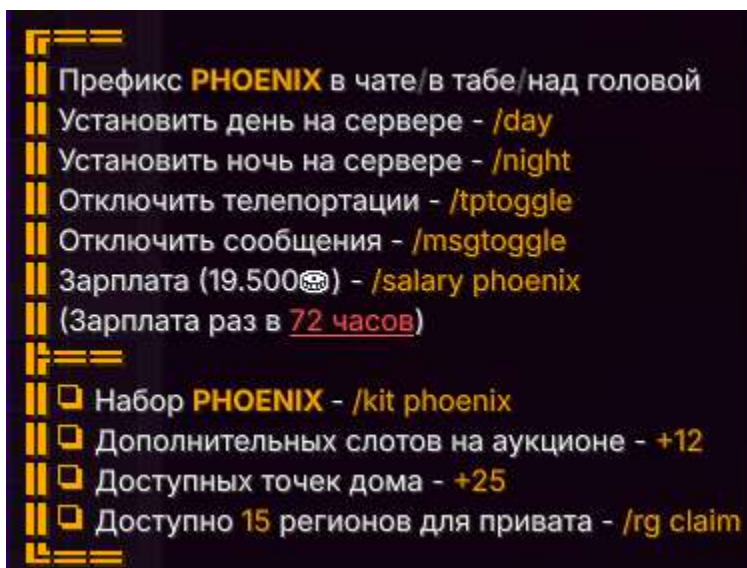 ╔══
║ Префикс PHOENIX в чате/в табе/над головой
║ Установить день на сервере - /day
║ Установить ночь на сервере - /night
║ Отключить телепортации - /tptoggle
║ Отключить сообщения - /msgtoggle
║ Зарплата (19.500⛃) - /salary phoenix
║ (Зарплата раз в 72 часов)
╠══
║ ❏ Набор PHOENIX - /kit phoenix
║ ❏ Дополнительных слотов на аукционе - +12
║ ❏ Доступных точек дома - +25
║ ❏ Доступно 15 регионов для привата - /rg claim
╚══